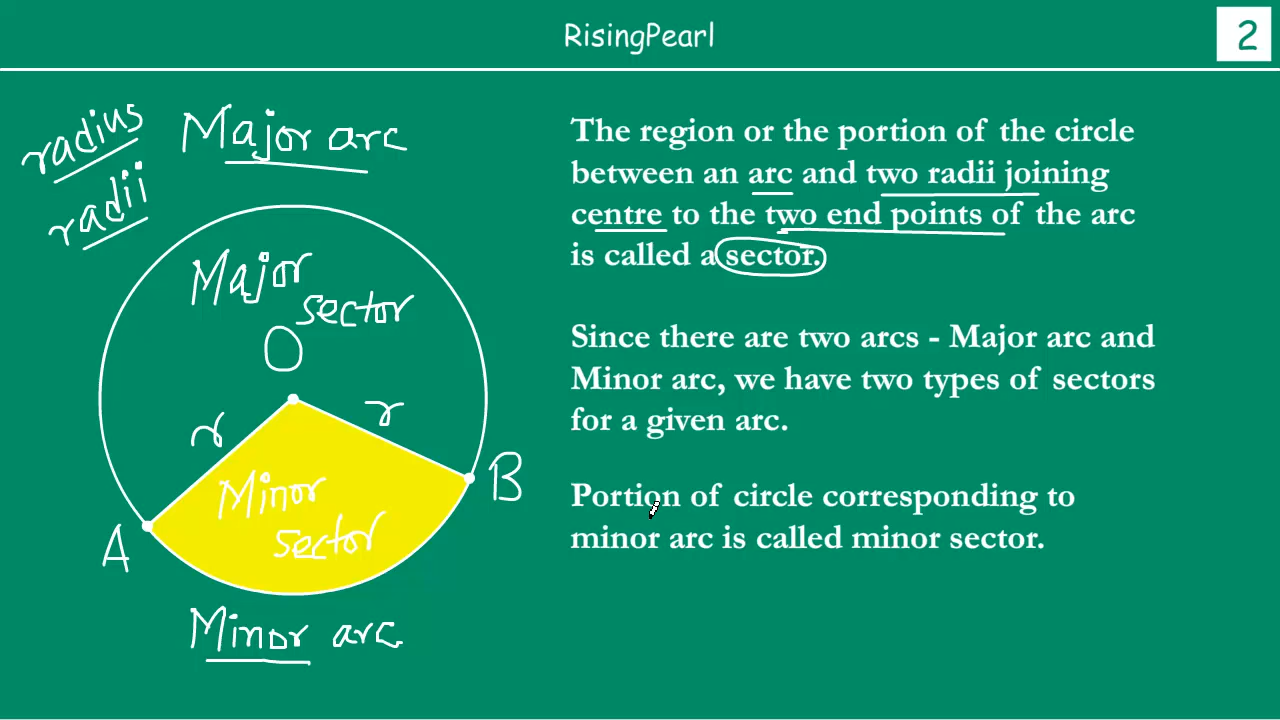 RisingPearl
2
radius
radii
Major arc
Major
sector
O
r
r
Minor
sector
A
B
Minor arc
The region or the portion of the circle
between an arc and two radii joining
centre to the two end points of the arc
is called a sector.
Since there are two arcs - Major arc and
Minor arc, we have two types of sectors
for a given arc.
Portion of circle corresponding to
minor arc is called minor sector.